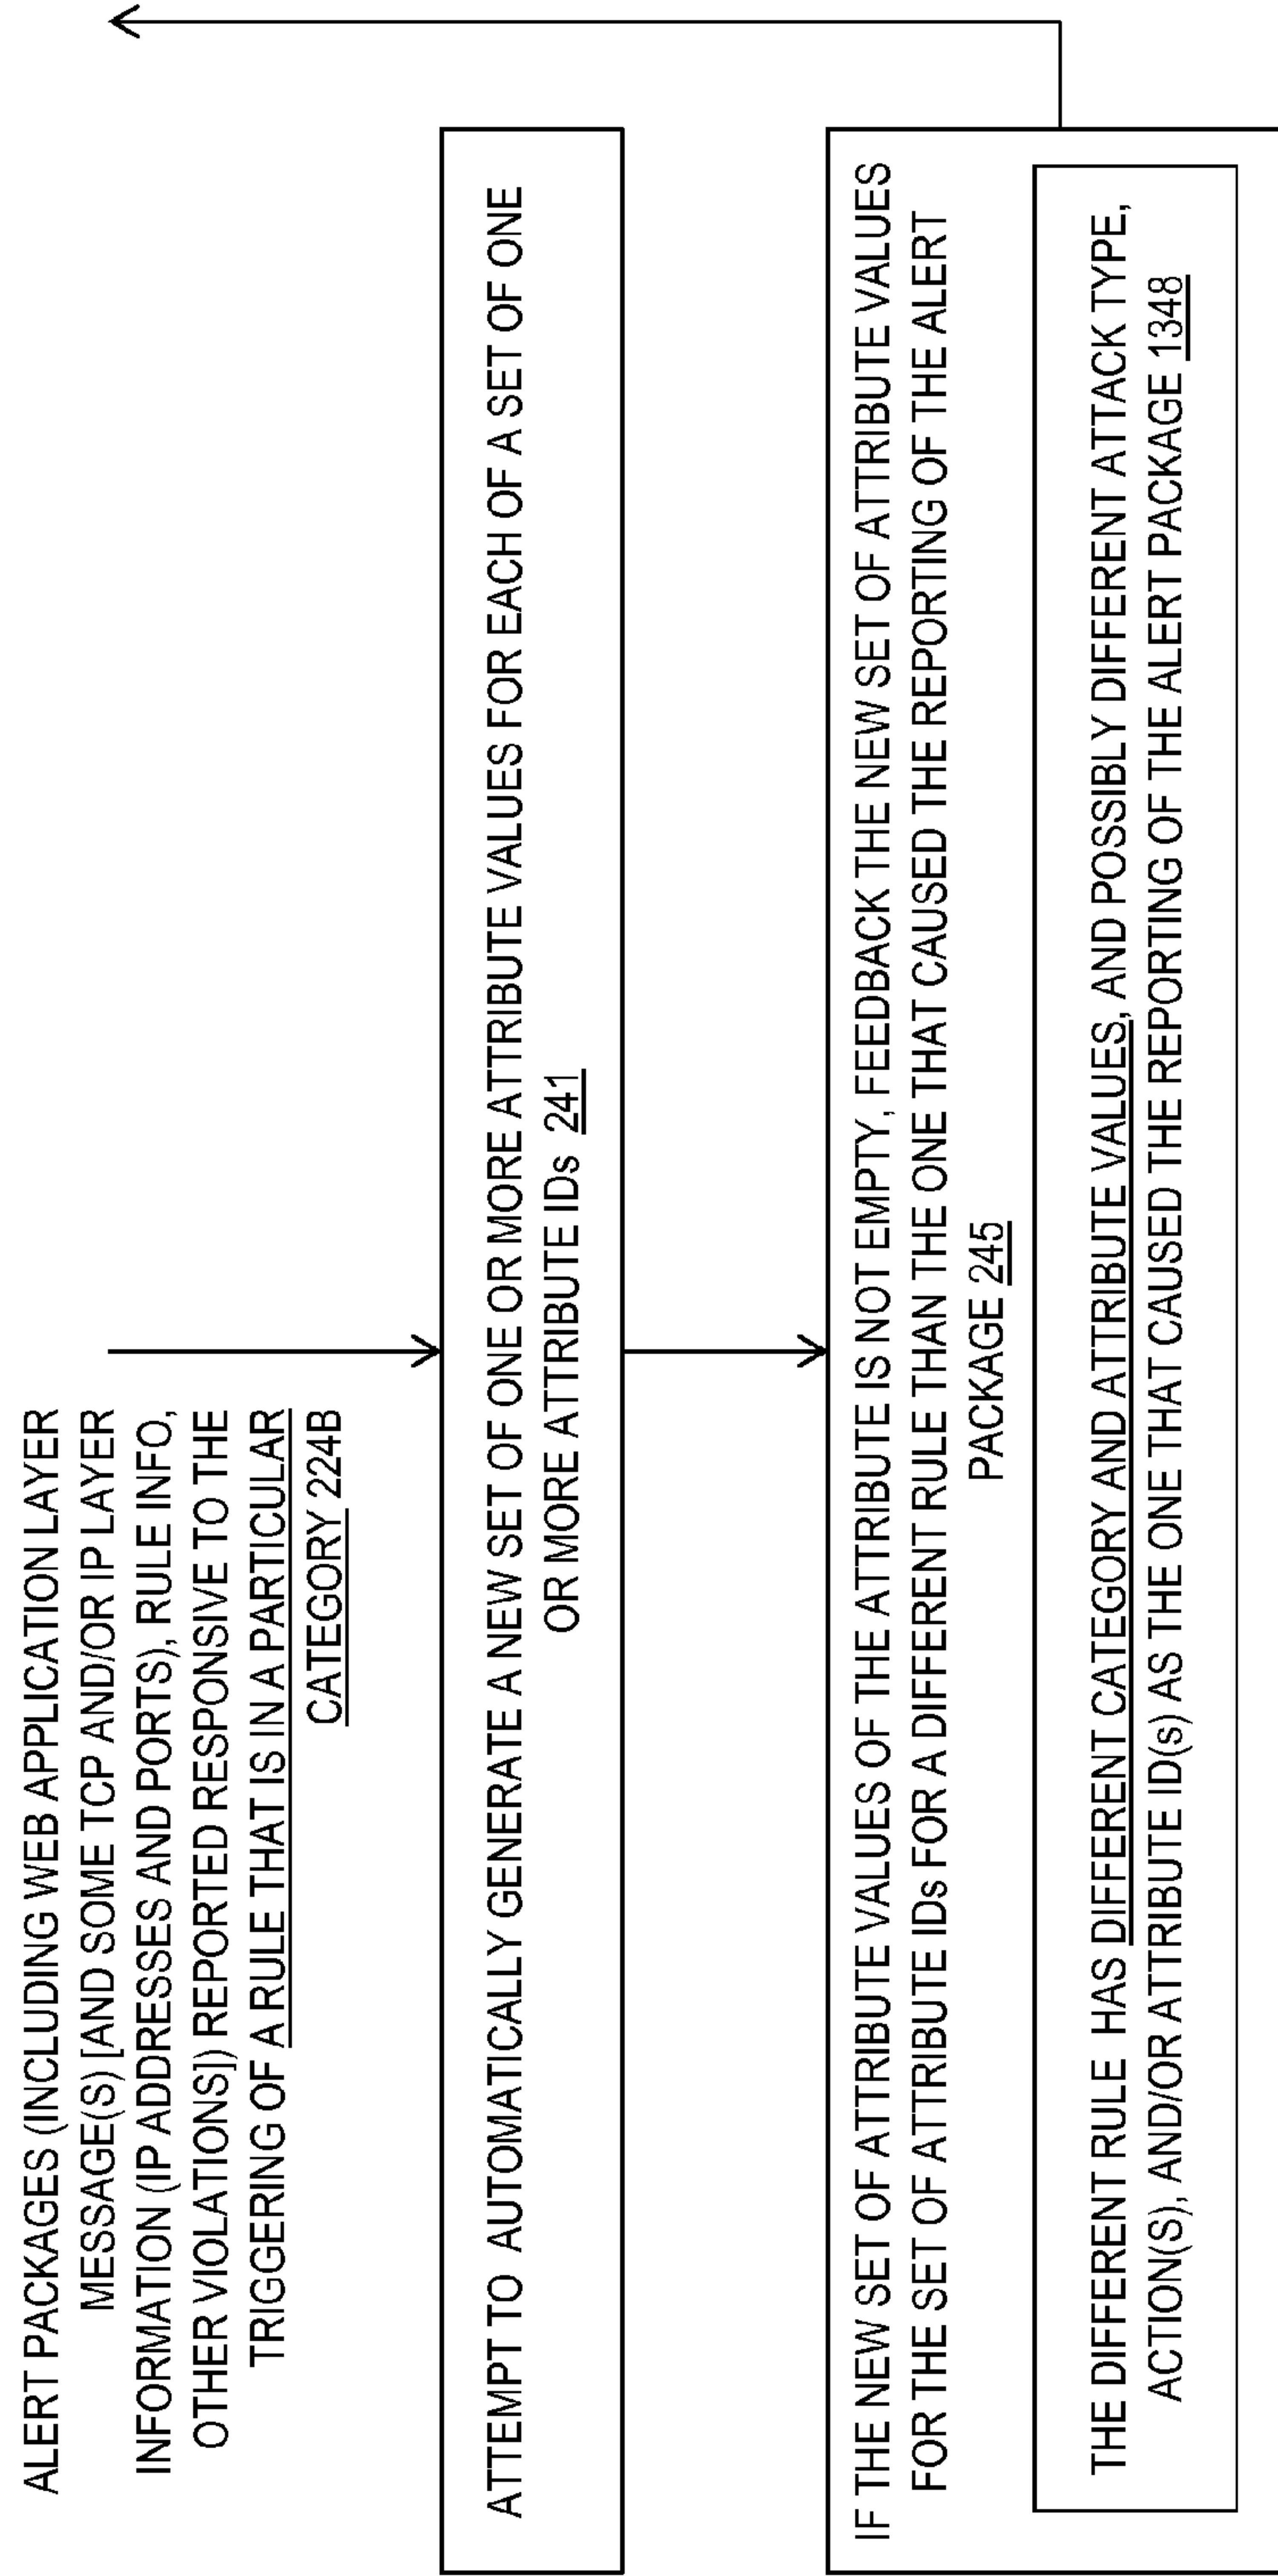 ALERT PACKAGES (INCLUDING WEB APPLICATION LAYER
MESSAGE(S) [AND SOME TCP AND/OR IP LAYER
INFORMATION (IP ADDRESSES AND PORTS), RULE INFO,
OTHER VIOLATIONS]) REPORTED RESPONSIVE TO THE
TRIGGERING OF A RULE THAT IS IN A PARTICULAR
CATEGORY 224B
ATTEMPT TO AUTOMATICALLY GENERATE A NEW SET OF ONE OR MORE ATTRIBUTE VALUES FOR EACH OF A SET OF ONE
OR MORE ATTRIBUTE IDs 241
IF THE NEW SET OF ATTRIBUTE VALUES OF THE ATTRIBUTE IS NOT EMPTY, FEEDBACK THE NEW SET OF ATTRIBUTE VALUES
FOR THE SET OF ATTRIBUTE IDs FOR A DIFFERENT RULE THAN THE ONE THAT CAUSED THE REPORTING OF THE ALERT
PACKAGE 245
THE DIFFERENT RULE HAS DIFFERENT CATEGORY AND ATTRIBUTE VALUES, AND POSSIBLY DIFFERENT ATTACK TYPE,
ACTION(S), AND/OR ATTRIBUTE ID(s) AS THE ONE THAT CAUSED THE REPORTING OF THE ALERT PACKAGE 1348